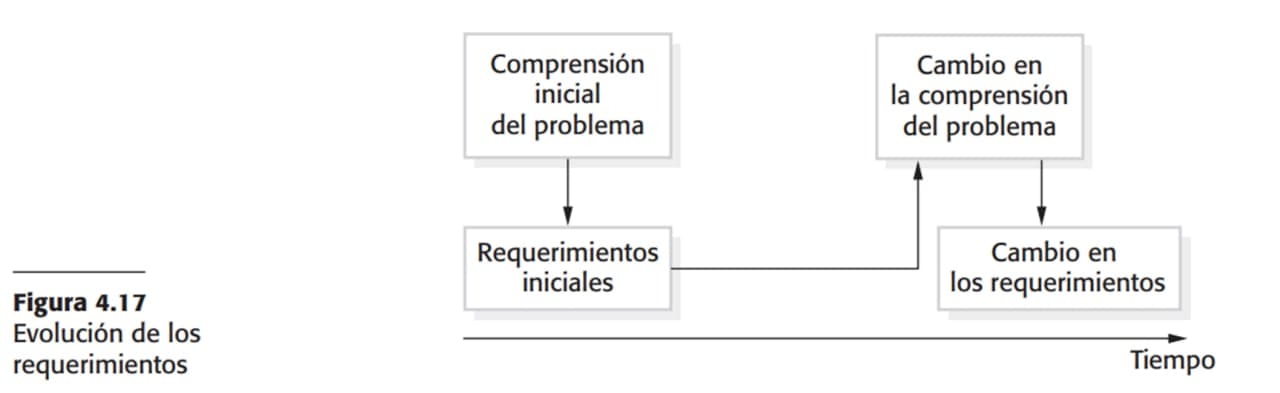 Comprensión
inicial
del problema
Cambio en
la comprensión
del problema
Requerimientos
iniciales
Cambio en
los requerimientos
Tiempo
Figura 4.17
Evolución de los
requerimientos